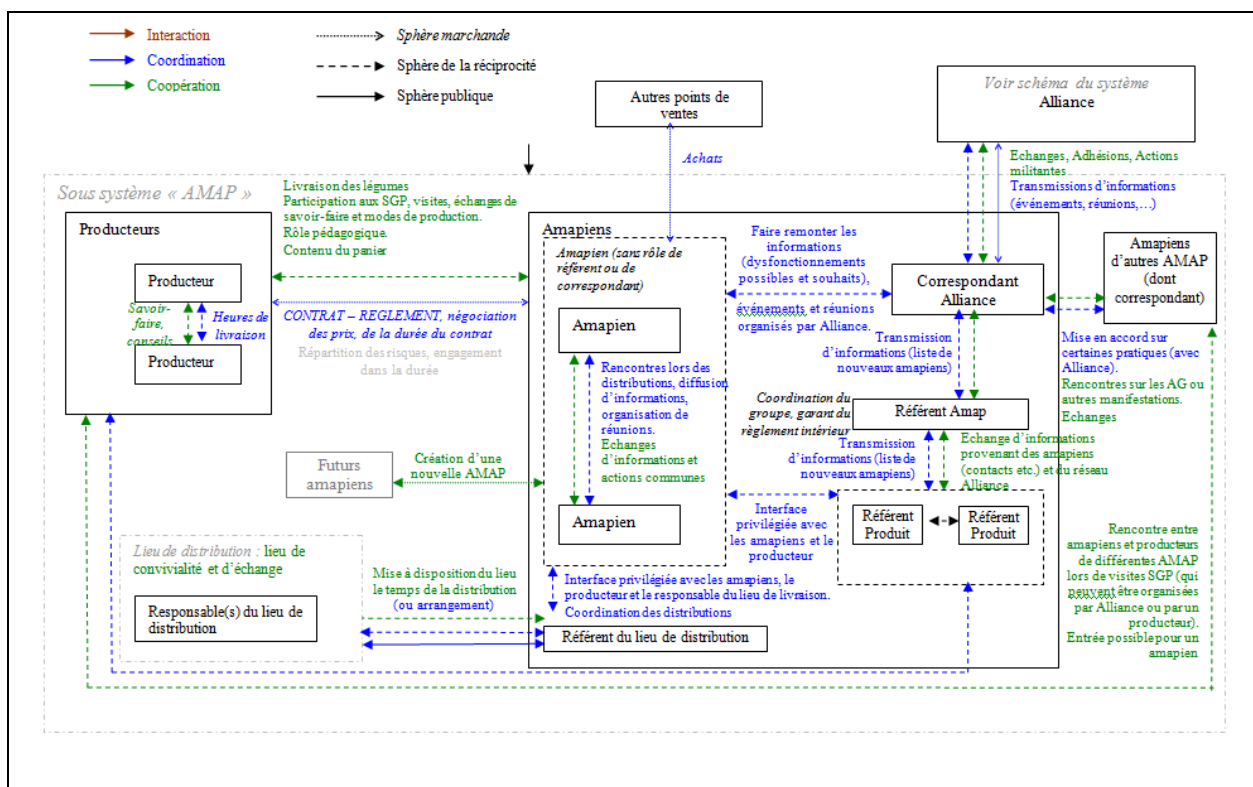 Interaction
Coordination
Coopération
Sphère marchande
Sphère de la réciprocité
Sphère publique
Autres points de
ventes
Voir schéma du système
Alliance
Achats
Echanges, Adhésions, Actions
militantes
Transmissions d'informations
(événements, réunions,…)
Sous système « AMAP »
Livraison des légumes
Participation aux SGP, visites, échanges de
savoir-faire et modes de production.
Rôle pédagogique.
Contenu du panier
Producteurs
Producteur
Savoir-
faire,
conseils
Heures de
livraison
Producteur
CONTRAT – REGLEMENT, négociation
des prix, de la durée du contrat
Répartition des risques, engagement
dans la durée
Amapiens
Amapien (sans rôle de
référent ou de
correspondant)
Amapien
Rencontres lors des
distributions, diffusion
d'informations,
organisation de
réunions.
Echanges
d'informations et
actions communes
Amapien
Faire remonter les
informations
(dysfonctionnements
possibles et souhaits),
événements et réunions
organisés par Alliance.
Correspondant
Alliance
Amapiens
d'autres AMAP
(dont
correspondant)
Transmission
d'informations (liste de
nouveaux amapiens)
Mise en accord sur
certaines pratiques (avec
Alliance).
Rencontres sur les AG ou
autres manifestations.
Echanges
Coordination du
groupe, garant du
règlement intérieur
Référent Amap
Transmission
d'informations (liste de
nouveaux amapiens)
Echange d'informations
provenant des amapiens
(contacts etc.) et du réseau
Alliance
Futurs
amapiens
Création d'une
nouvelle AMAP
Interface
privilégiée avec
les amapiens et le
producteur
Référent
Produit
Référent
Produit
Rencontre entre
amapiens et producteurs
de différentes AMAP
lors de visites SGP (qui
peuvent être organisées
par Alliance ou par un
producteur).
Entrée possible pour un
amapien
Lieu de distribution : lieu de
convivialité et d'échange
Responsable(s) du lieu de
distribution
Mise à disposition du lieu
le temps de la distribution
(ou arrangement)
Interface privilégiée avec les amapiens, le
producteur et le responsable du lieu de livraison.
Coordination des distributions
Référent du lieu de distribution